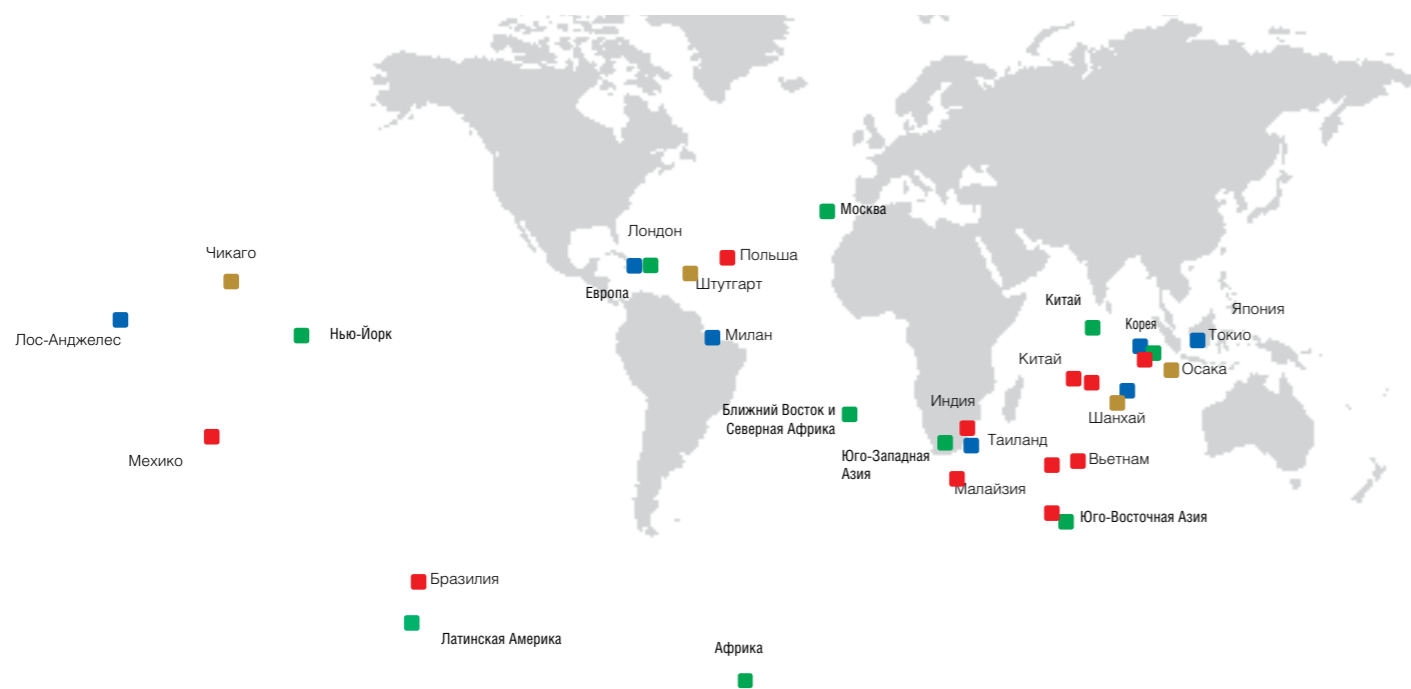 Москва
Лондон
Чикаго
Польша
Штутгарт
Европа
Китай
Япония
Лос-Анджелес
Нью-Йорк
Милан
Корея
Токио
Китай
Осака
Индия
Ближний Восток и
Северная Африка
Шанхай
Таиланд
Юго-Западная
Азия
Мехико
Вьетнам
Малайзия
Юго-Восточная Азия
Бразилия
Латинская Америка
Африка